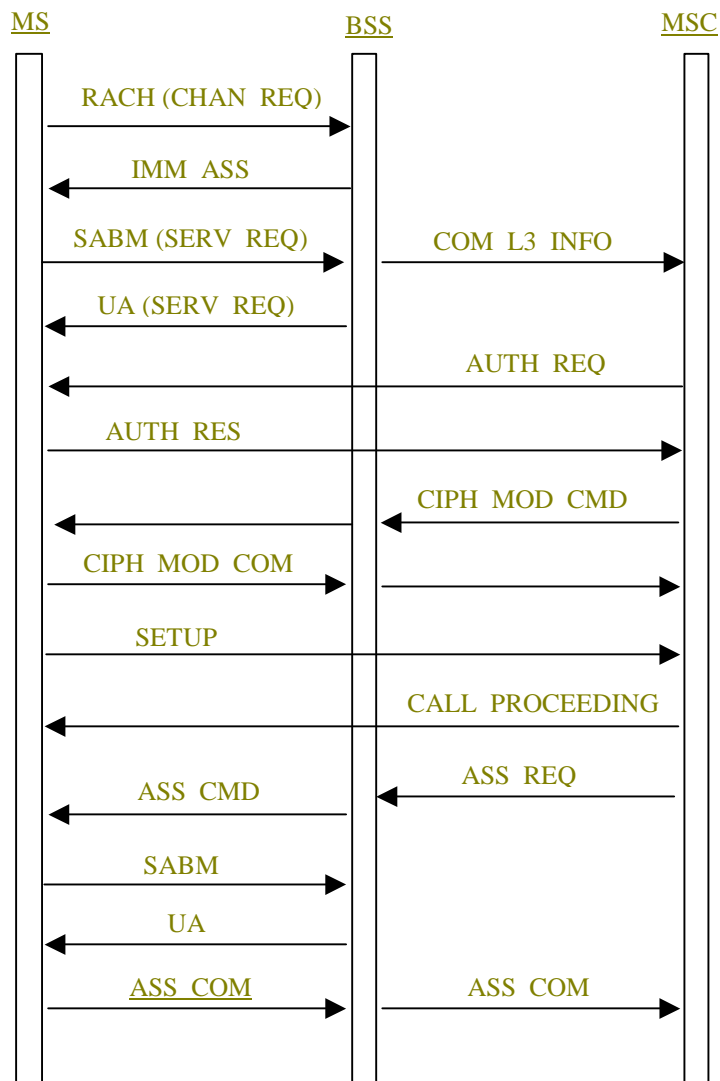 MS BSS MSC
RACH (CHAN REQ)
IMM ASS
SABM (SERV REQ) COM L3 INFO
UA (SERV REQ)
AUTH REQ
AUTH RES
CIPH MOD CMD
CIPH MOD COM
SETUP
CALL PROCEEDING
ASS REQ
ASS CMD
SABM
UA
ASS COM ASS COM